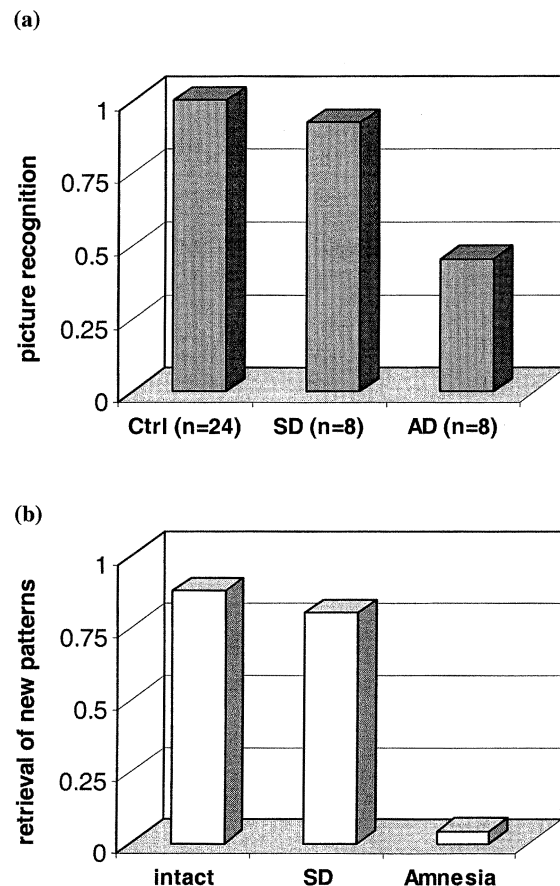 (a)
picture recognition
1
0.75
0.5
0.25
0
Ctrl (n=24) SD (n=8) AD (n=8)
(b)
retrieval of new patterns
1
0.75
0.5
0.25
0
intact SD Amnesia